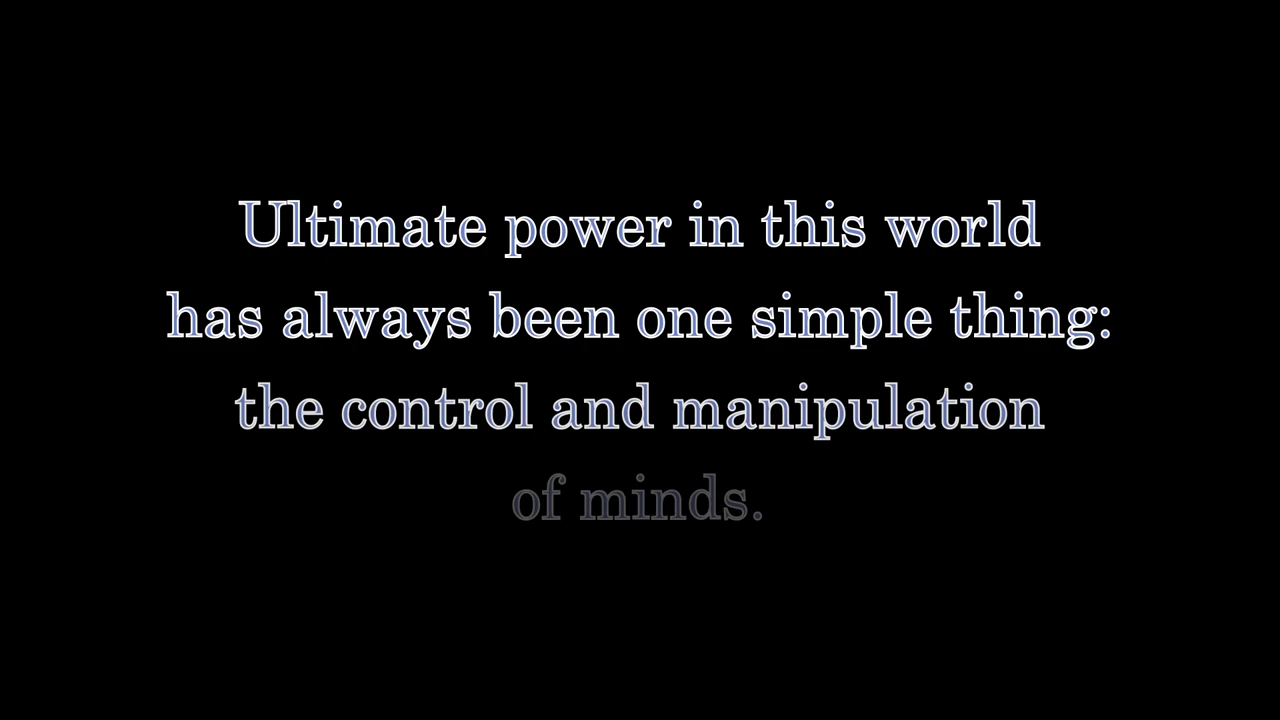 Ultimate power in this world
has always been one simple thing:
the control and manipulation
of minds.